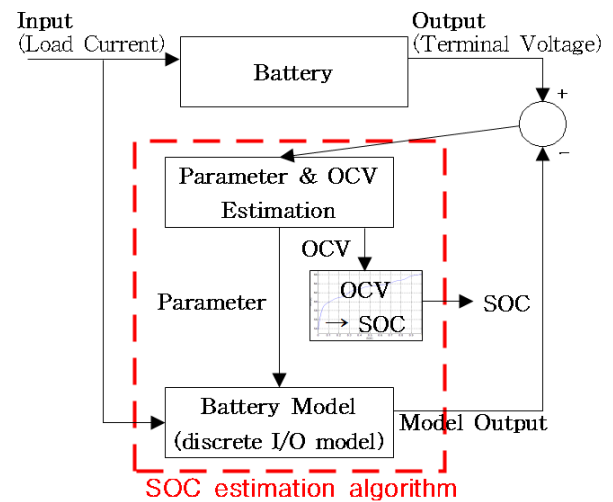 Input
(Load Current)
Output
(Terminal Voltage)
Battery
+
−
Parameter & OCV
Estimation
OCV
Parameter
OCV
→ SOC
SOC
Battery Model
(discrete I/O model)
Model Output
SOC estimation algorithm